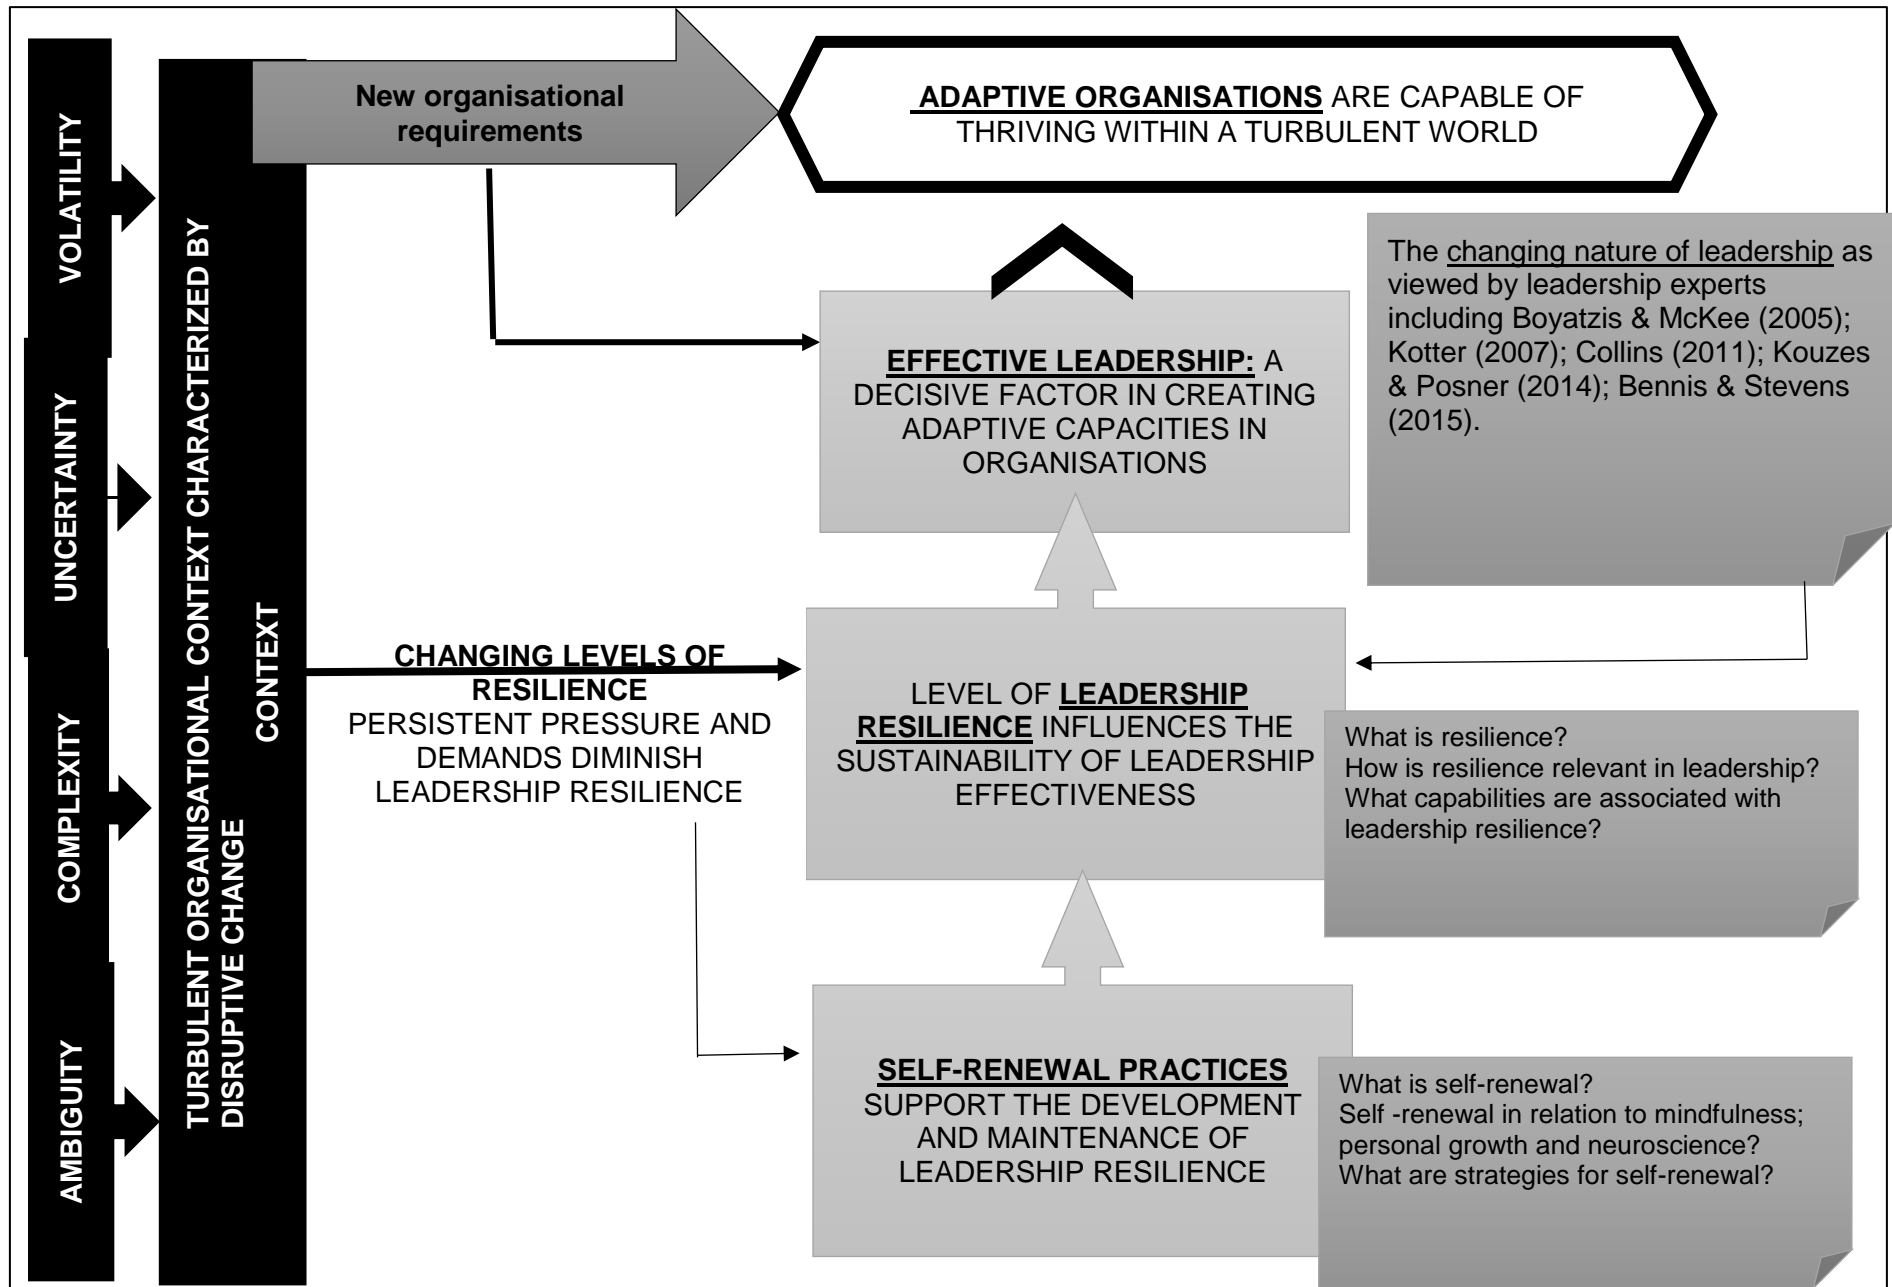 VOLATILITY
UNCERTAINTY
COMPLEXITY
AMBIGUITY
TURBULENT ORGANISATIONAL CONTEXT CHARACTERIZED BY
DISRUPTIVE CHANGE
CONTEXT
New organisational
requirements
ADAPTIVE ORGANISATIONS ARE CAPABLE OF
THRIVING WITHIN A TURBULENT WORLD
EFFECTIVE LEADERSHIP: A
DECISIVE FACTOR IN CREATING
ADAPTIVE CAPACITIES IN
ORGANISATIONS
The changing nature of leadership as
viewed by leadership experts
including Boyatzis & McKee (2005);
Kotter (2007); Collins (2011); Kouzes
& Posner (2014); Bennis & Stevens
(2015).
CHANGING LEVELS OF
RESILIENCE
PERSISTENT PRESSURE AND
DEMANDS DIMINISH
LEADERSHIP RESILIENCE
LEVEL OF LEADERSHIP
RESILIENCE INFLUENCES THE
SUSTAINABILITY OF LEADERSHIP
EFFECTIVENESS
What is resilience?
How is resilience relevant in leadership?
What capabilities are associated with
leadership resilience?
SELF-RENEWAL PRACTICES
SUPPORT THE DEVELOPMENT
AND MAINTENANCE OF
LEADERSHIP RESILIENCE
What is self-renewal?
Self -renewal in relation to mindfulness;
personal growth and neuroscience?
What are strategies for self-renewal?